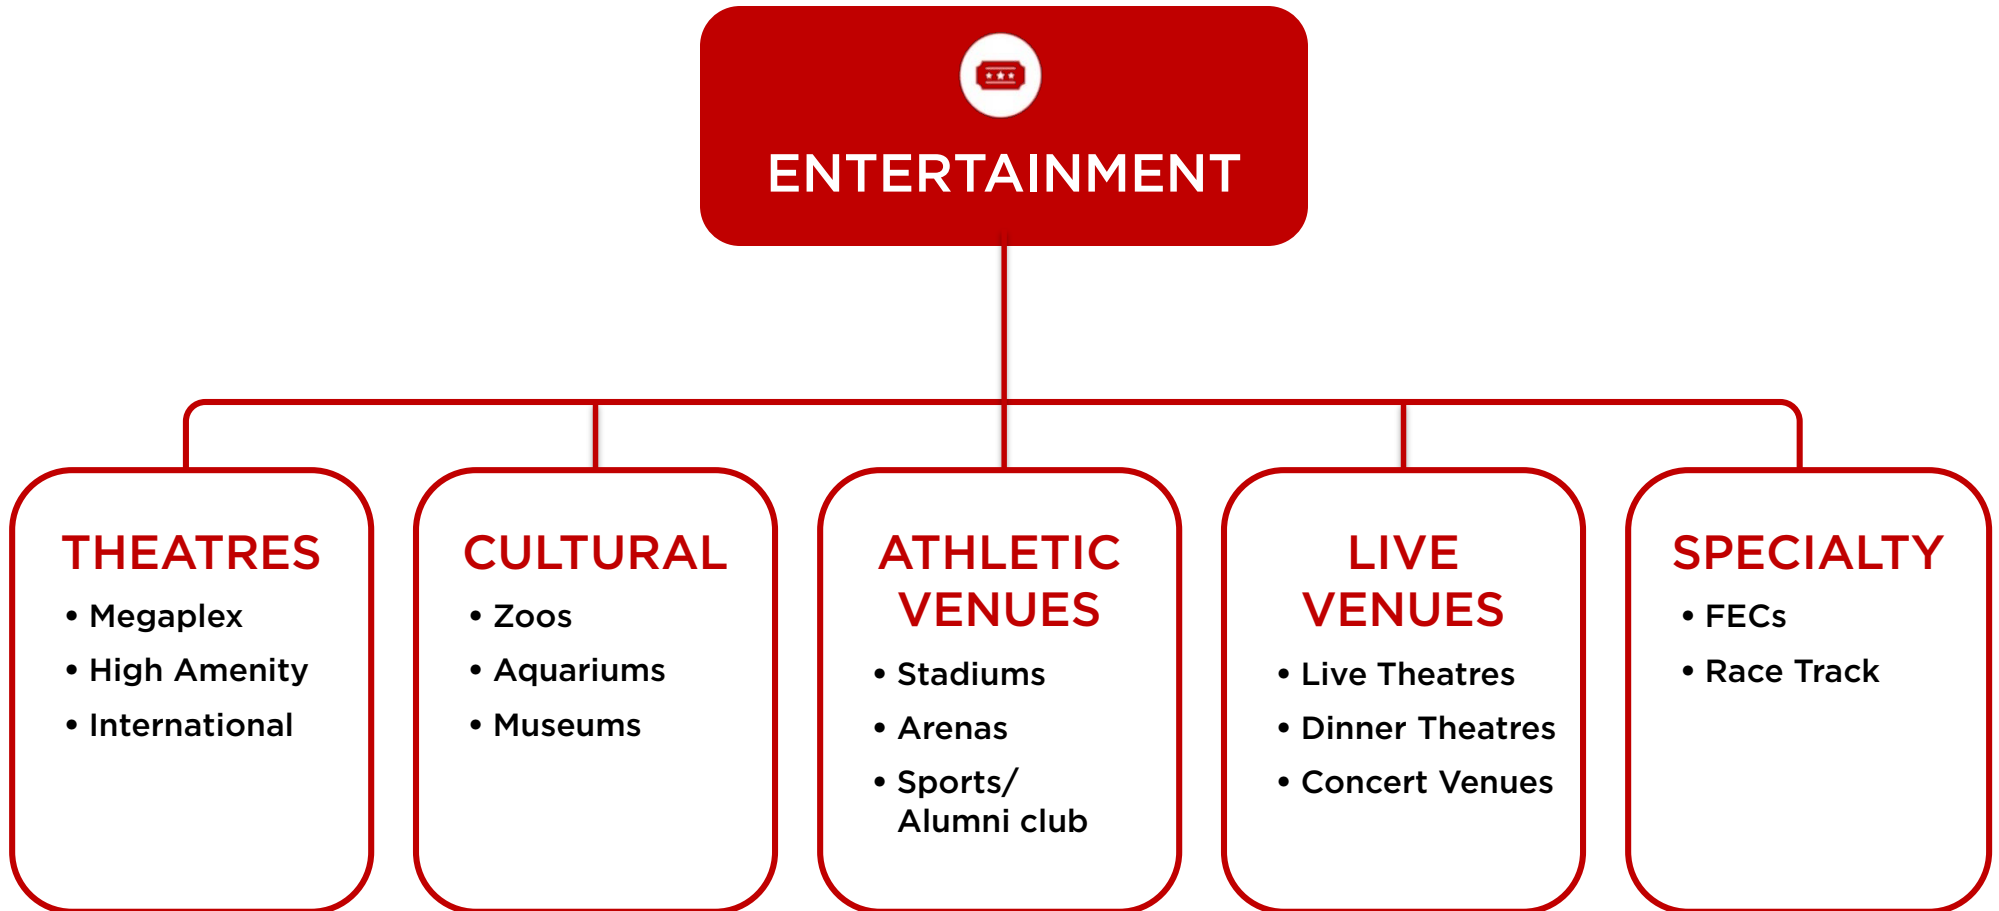 ENTERTAINMENT
THEATRES
• Megaplex
• High Amenity
• International
CULTURAL
• Zoos
• Aquariums
• Museums
ATHLETIC
VENUES
• Stadiums
• Arenas
• Sports/
Alumni club
LIVE
VENUES
• Live Theatres
• Dinner Theatres
• Concert Venues
SPECIALTY
• FECs
• Race Track